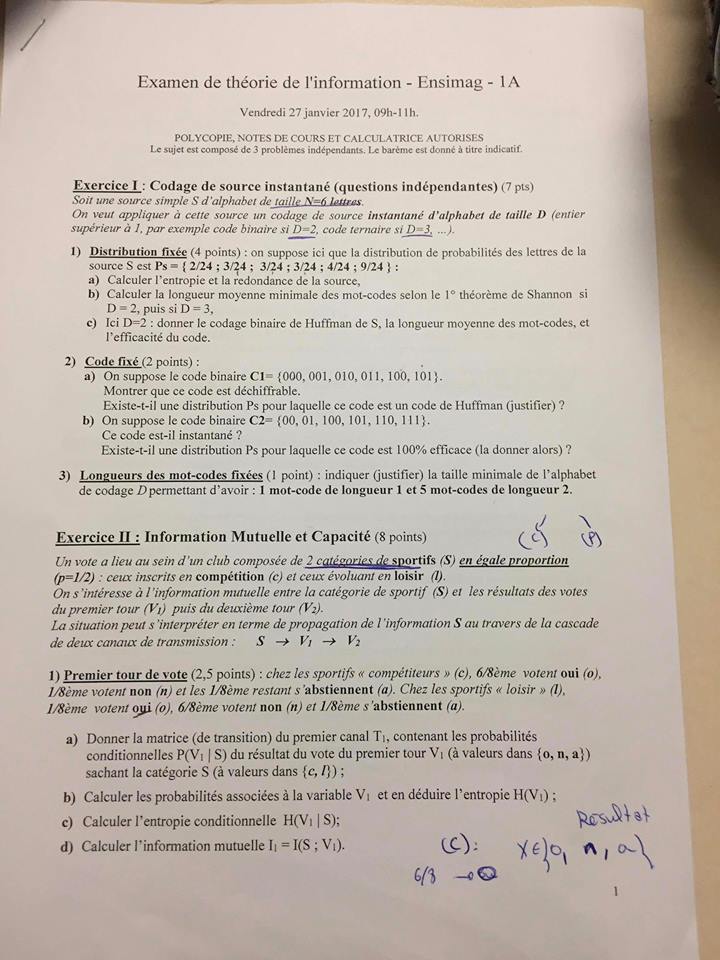 Examen de théorie de l'information - Ensimag - 1A
Vendredi 27 janvier 2017, 09h-11h.
POLYCOPIE, NOTES DE COURS ET CALCULATRICE AUTORISES
Le sujet est composé de 3 problèmes indépendants. Le barème est donné à titre indicatif.
Exercice I : Codage de source instantané (questions indépendantes) (7 pts)
Soit une source simple S d'alphabet de taille N=6 lettres.
On veut appliquer à cette source un codage de source instantané d'alphabet de taille D (entier
supérieur à 1, par exemple code binaire si D=2, code ternaire si D=3, …).
1) Distribution fixée (4 points) : on suppose ici que la distribution de probabilités des lettres de la
source S est Ps = { 2/24 ; 3/24 ; 3/24 ; 3/24 ; 4/24 ; 9/24 } :
a) Calculer l'entropie et la redondance de la source,
b) Calculer la longueur moyenne minimale des mot-codes selon le 1° théorème de Shannon si
D = 2, puis si D = 3,
c) Ici D=2 : donner le codage binaire de Huffman de S, la longueur moyenne des mot-codes, et
l'efficacité du code.
2) Code fixé (2 points) :
a) On suppose le code binaire C1= {000, 001, 010, 011, 100, 101}.
Montrer que ce code est déchiffrable.
Existe-t-il une distribution Ps pour laquelle ce code est un code de Huffman (justifier) ?
b) On suppose le code binaire C2= {00, 01, 100, 101, 110, 111}.
Ce code est-il instantané ?
Existe-t-il une distribution Ps pour laquelle ce code est 100% efficace (la donner alors) ?
3) Longueurs des mot-codes fixées (1 point) : indiquer (justifier) la taille minimale de l'alphabet
de codage D permettant d'avoir : 1 mot-code de longueur 1 et 5 mot-codes de longueur 2.
Exercice II : Information Mutuelle et Capacité (8 points)
(C) (P)
Un vote a lieu au sein d'un club composée de 2 catégories de sportifs (S) en égale proportion
(p=1/2) : ceux inscrits en compétition (c) et ceux évoluant en loisir (l).
On s'intéresse à l'information mutuelle entre la catégorie de sportif (S) et les résultats des votes
du premier tour (V1) puis du deuxième tour (V2).
La situation peut s'interpréter en terme de propagation de l'information S au travers de la cascade
de deux canaux de transmission : S → V1 → V2
1) Premier tour de vote (2,5 points) : chez les sportifs « compétiteurs » (c), 6/8ème votent oui (o),
1/8ème votent non (n) et les 1/8ème restant s'abstiennent (a). Chez les sportifs « loisir » (l),
1/8ème votent oui (o), 6/8ème votent non (n) et 1/8ème s'abstiennent (a).
a) Donner la matrice (de transition) du premier canal T1, contenant les probabilités
conditionnelles P(V1 | S) du résultat du vote du premier tour V1 (à valeurs dans {o, n, a})
sachant la catégorie S (à valeurs dans {c, l}) ;
b) Calculer les probabilités associées à la variable V1 et en déduire l'entropie H(V1) ;
c) Calculer l'entropie conditionnelle H(V1 | S);
d) Calculer l'information mutuelle I1 = I(S ; V1).
Resultat
(C): X∈{o, n, a}
6/8 → o
1